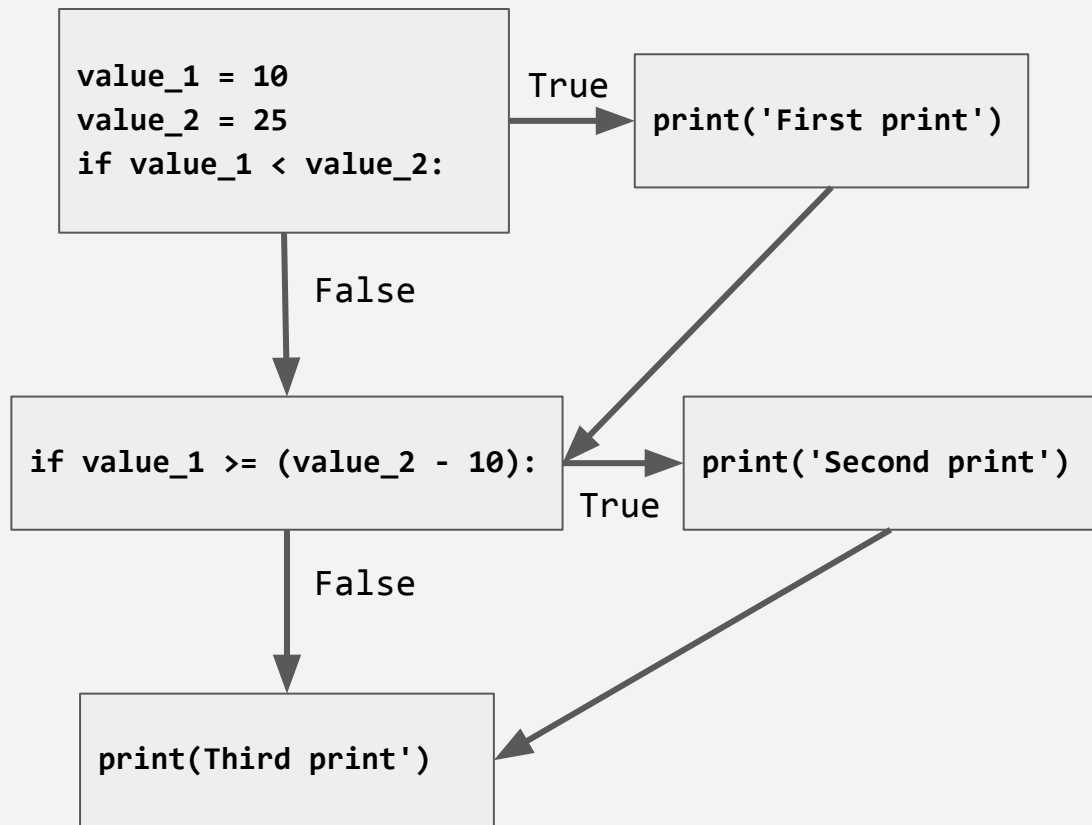 value_1 = 10
value_2 = 25
if value_1 < value_2:
True
print('First print')
False
if value_1 >= (value_2 - 10):
True
print('Second print')
False
print(Third print')